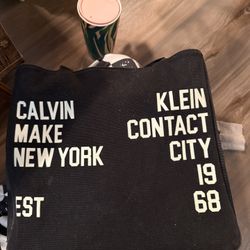 CALVIN KLEIN
MAKE CONTACT
NEW YORK CITY
19
EST 68